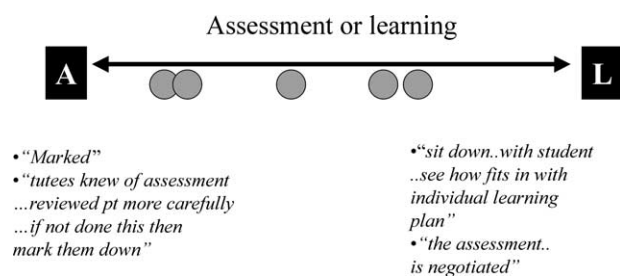 Assessment or learning
A
L
•“Marked”
•“tutees knew of assessment
…reviewed pt more carefully
…if not done this then
mark them down”
•“sit down..with student
..see how fits in with
individual learning
plan”
•“the assessment..
is negotiated”